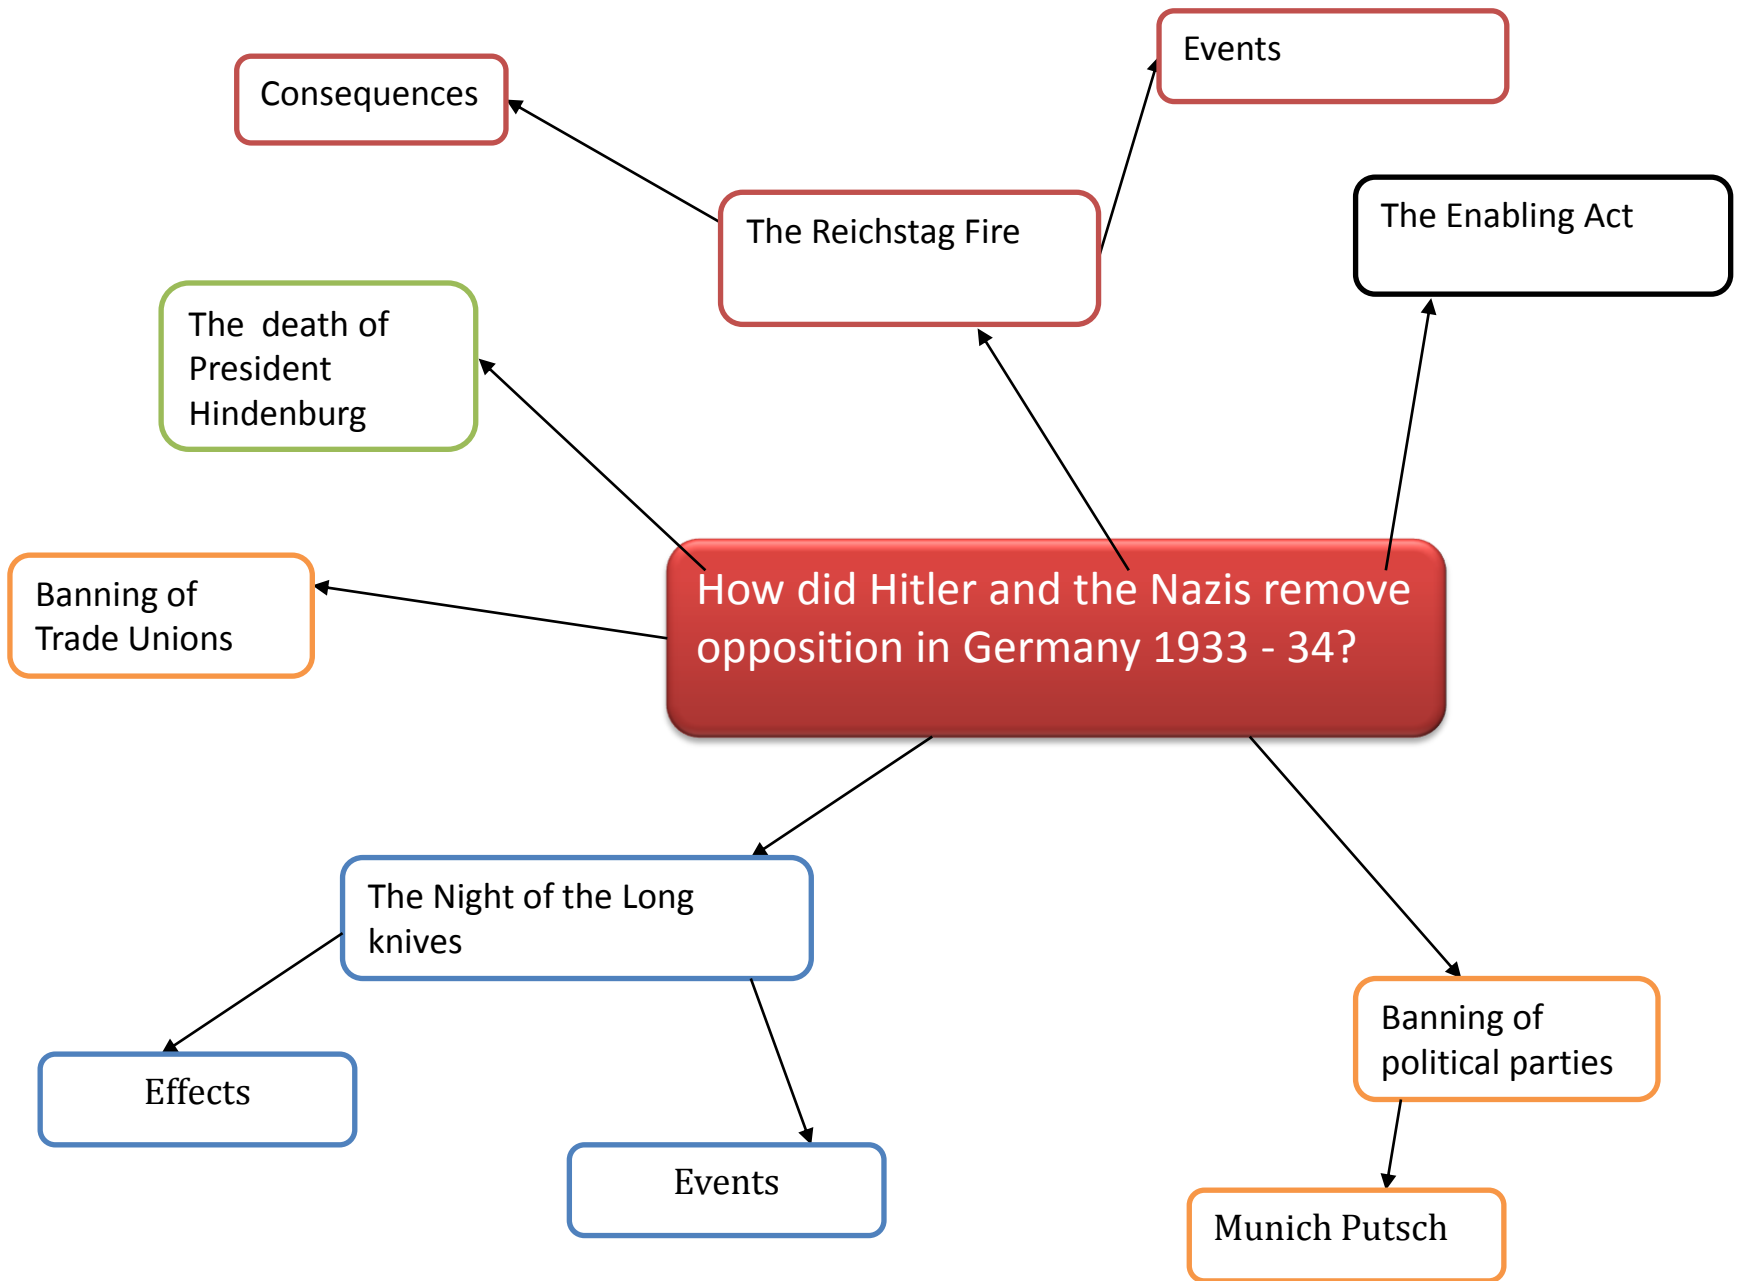 Events
Consequences
The Enabling Act
The Reichstag Fire
The  death of
President
Hindenburg
How did Hitler and the Nazis remove
opposition in Germany 1933 - 34?
Banning of
Trade Unions
The Night of the Long
knives
Banning of
political parties
Effects
Events
Munich Putsch